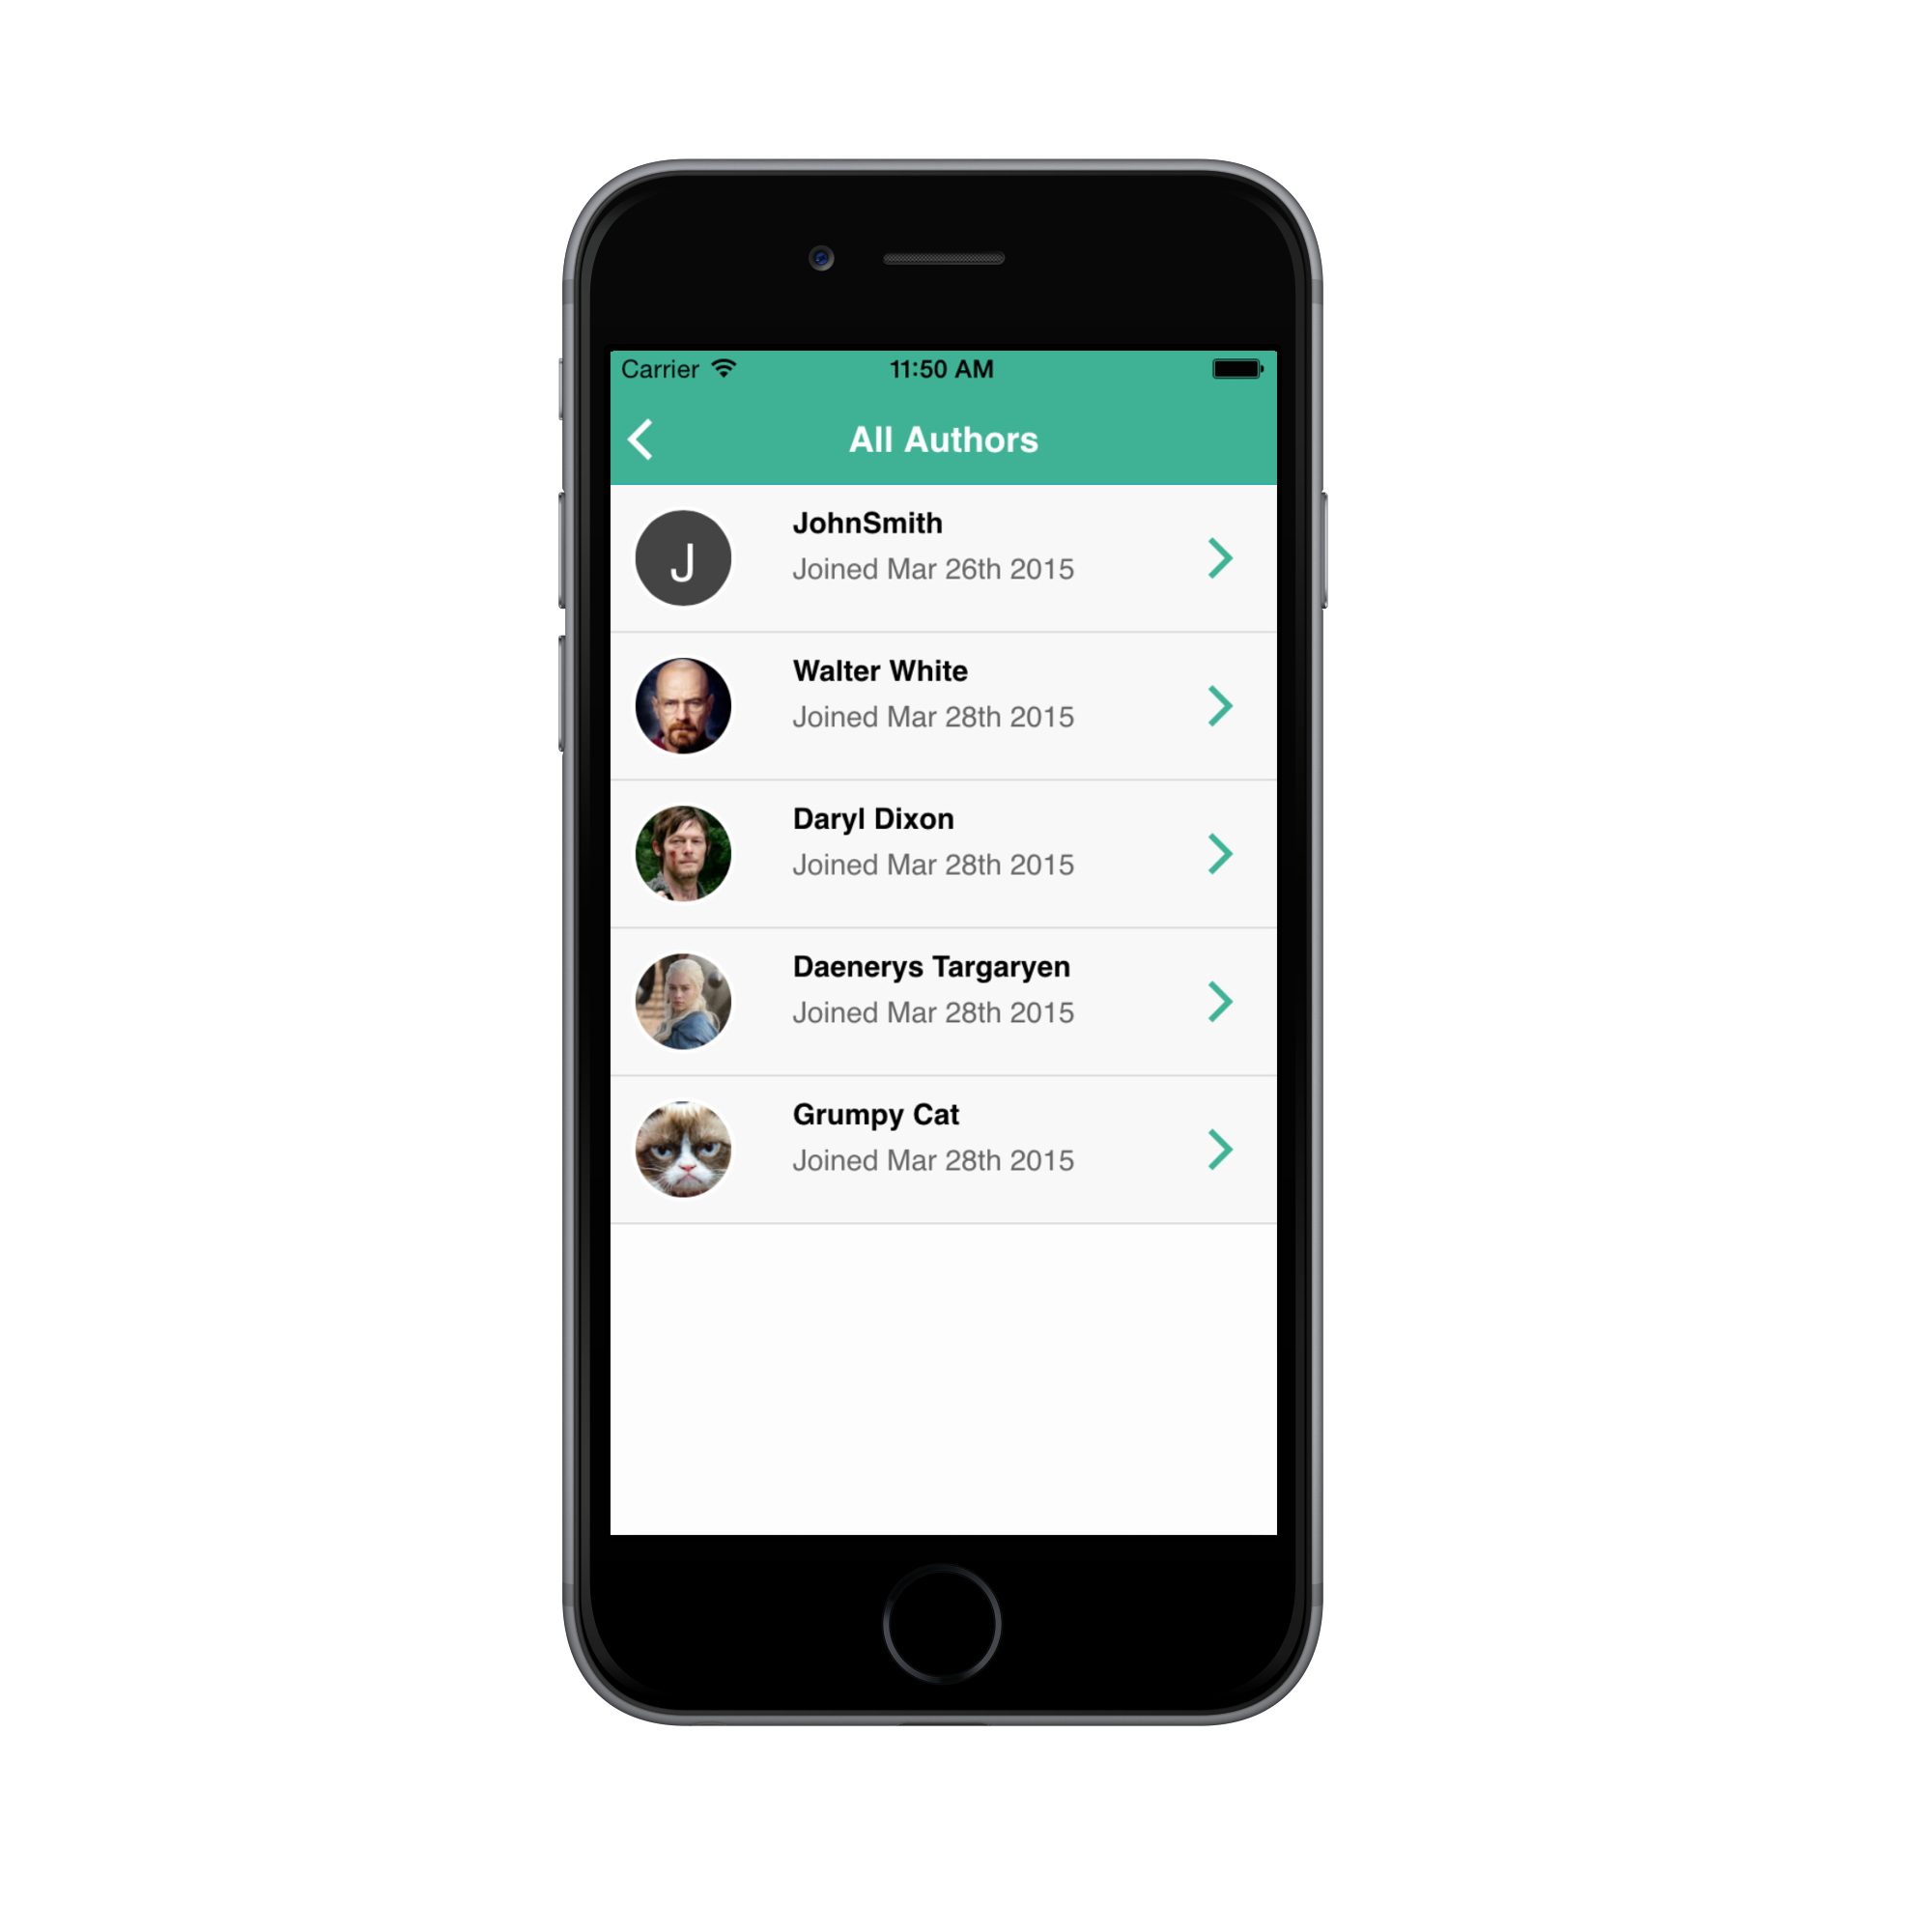 Carrier 11:50 AM
All Authors
J
JohnSmith
Joined Mar 26th 2015
Walter White
Joined Mar 28th 2015
Daryl Dixon
Joined Mar 28th 2015
Daenerys Targaryen
Joined Mar 28th 2015
Grumpy Cat
Joined Mar 28th 2015